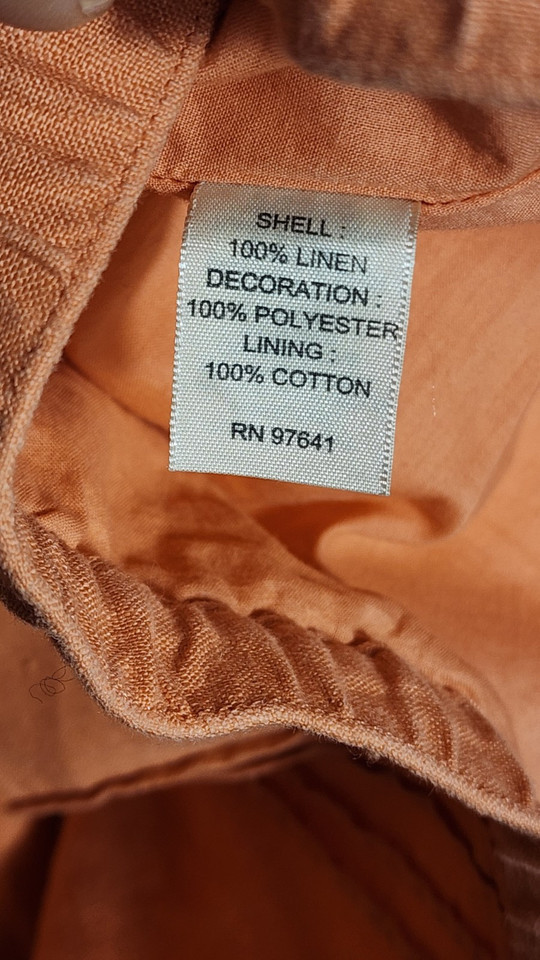 SHELL :
100% LINEN
DECORATION :
100% POLYESTER
LINING :
100% COTTON
RN 97641